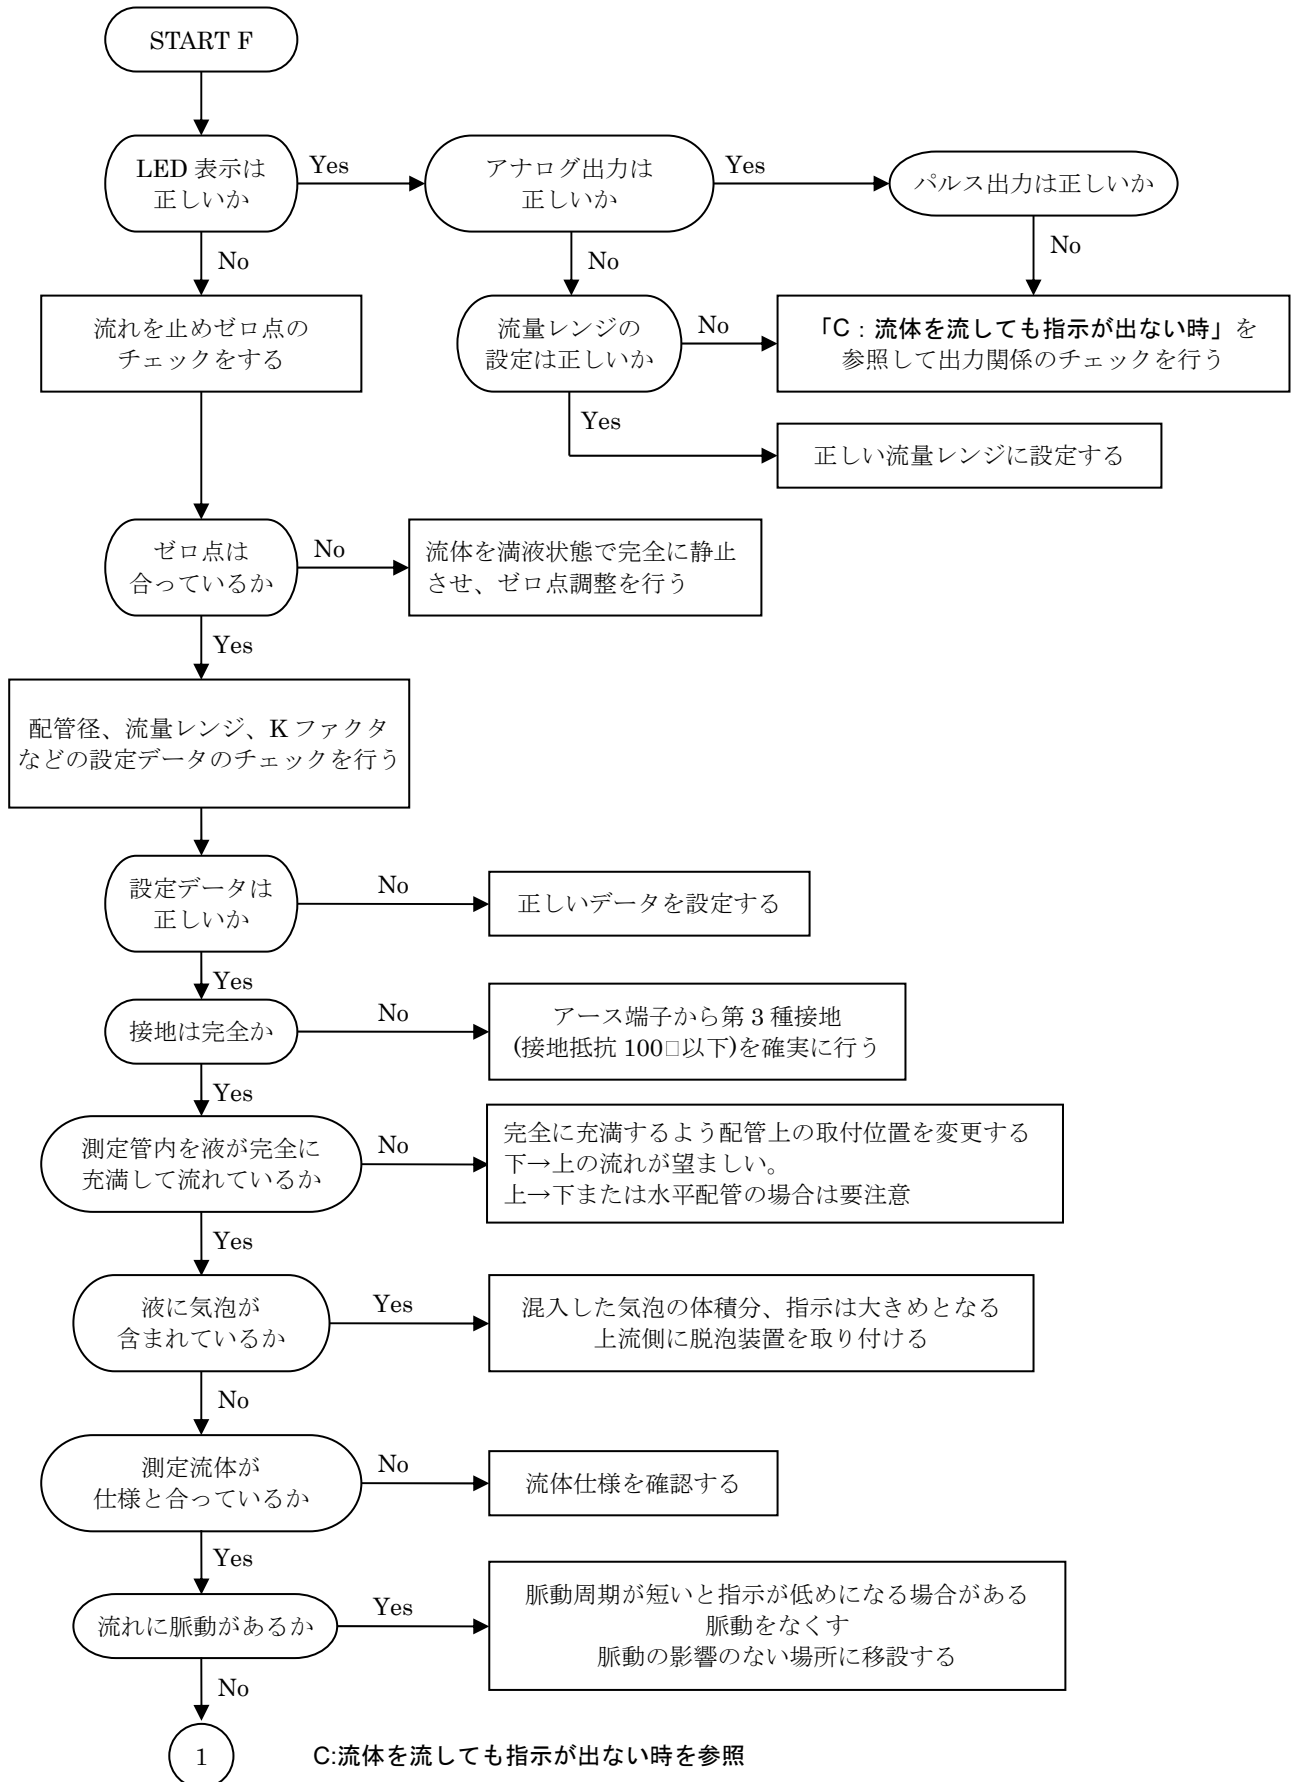 START F
LED 表示は
正しいか
Yes
アナログ出力は
正しいか
Yes
パルス出力は正しいか
No
No
No
流れを止めゼロ点の
チェックをする
流量レンジの
設定は正しいか
No
「C：流体を流しても指示が出ない時」を
参照して出力関係のチェックを行う
Yes
正しい流量レンジに設定する
ゼロ点は
合っているか
No
流体を満液状態で完全に静止
させ、ゼロ点調整を行う
Yes
配管径、流量レンジ、K ファクタ
などの設定データのチェックを行う
設定データは
正しいか
No
正しいデータを設定する
Yes
接地は完全か
No
アース端子から第 3 種接地
(接地抵抗 100□以下)を確実に行う
Yes
測定管内を液が完全に
充満して流れているか
No
完全に充満するよう配管上の取付位置を変更する
下→上の流れが望ましい。
上→下または水平配管の場合は要注意
Yes
液に気泡が
含まれているか
Yes
混入した気泡の体積分、指示は大きめとなる
上流側に脱泡装置を取り付ける
No
測定流体が
仕様と合っているか
No
流体仕様を確認する
Yes
流れに脈動があるか
Yes
脈動周期が短いと指示が低めになる場合がある
脈動をなくす
脈動の影響のない場所に移設する
No
1
C:流体を流しても指示が出ない時を参照